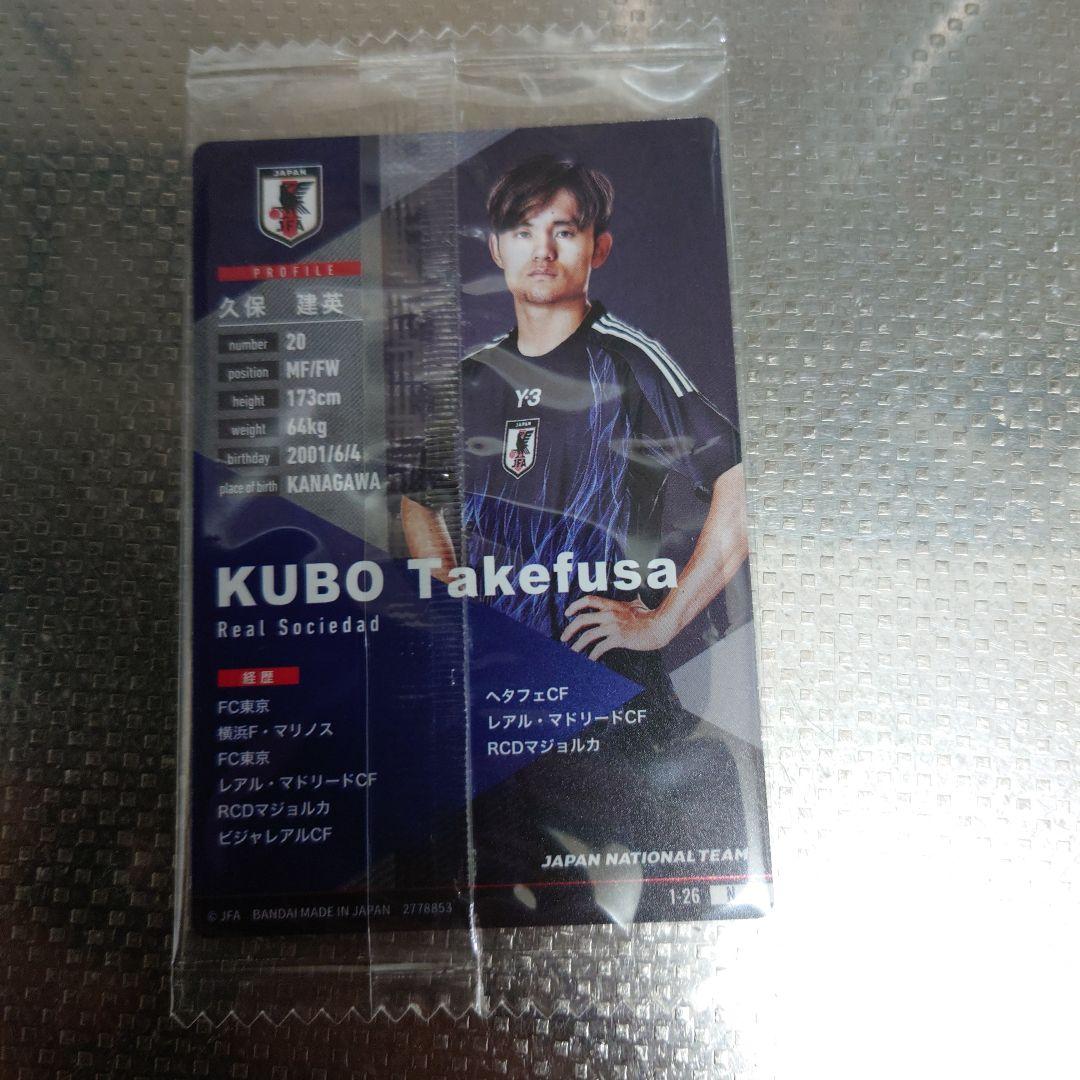 JAPAN
JFA
PROFILE
久保 建英
number 20
position MF/FW
height 173cm
weight 64kg
birthday 2001/6/4
place of birth KANAGAWA
Y-3
JAPAN
JFA
KUBO Takefusa
Real Sociedad
経歴
FC東京
横浜F・マリノス
FC東京
レアル・マドリードCF
RCDマジョルカ
ビジャレアルCF
ヘタフェCF
レアル・マドリードCF
RCDマジョルカ
JAPAN NATIONAL TEAM
1-26 N
© JFA BANDAI MADE IN JAPAN 2778853